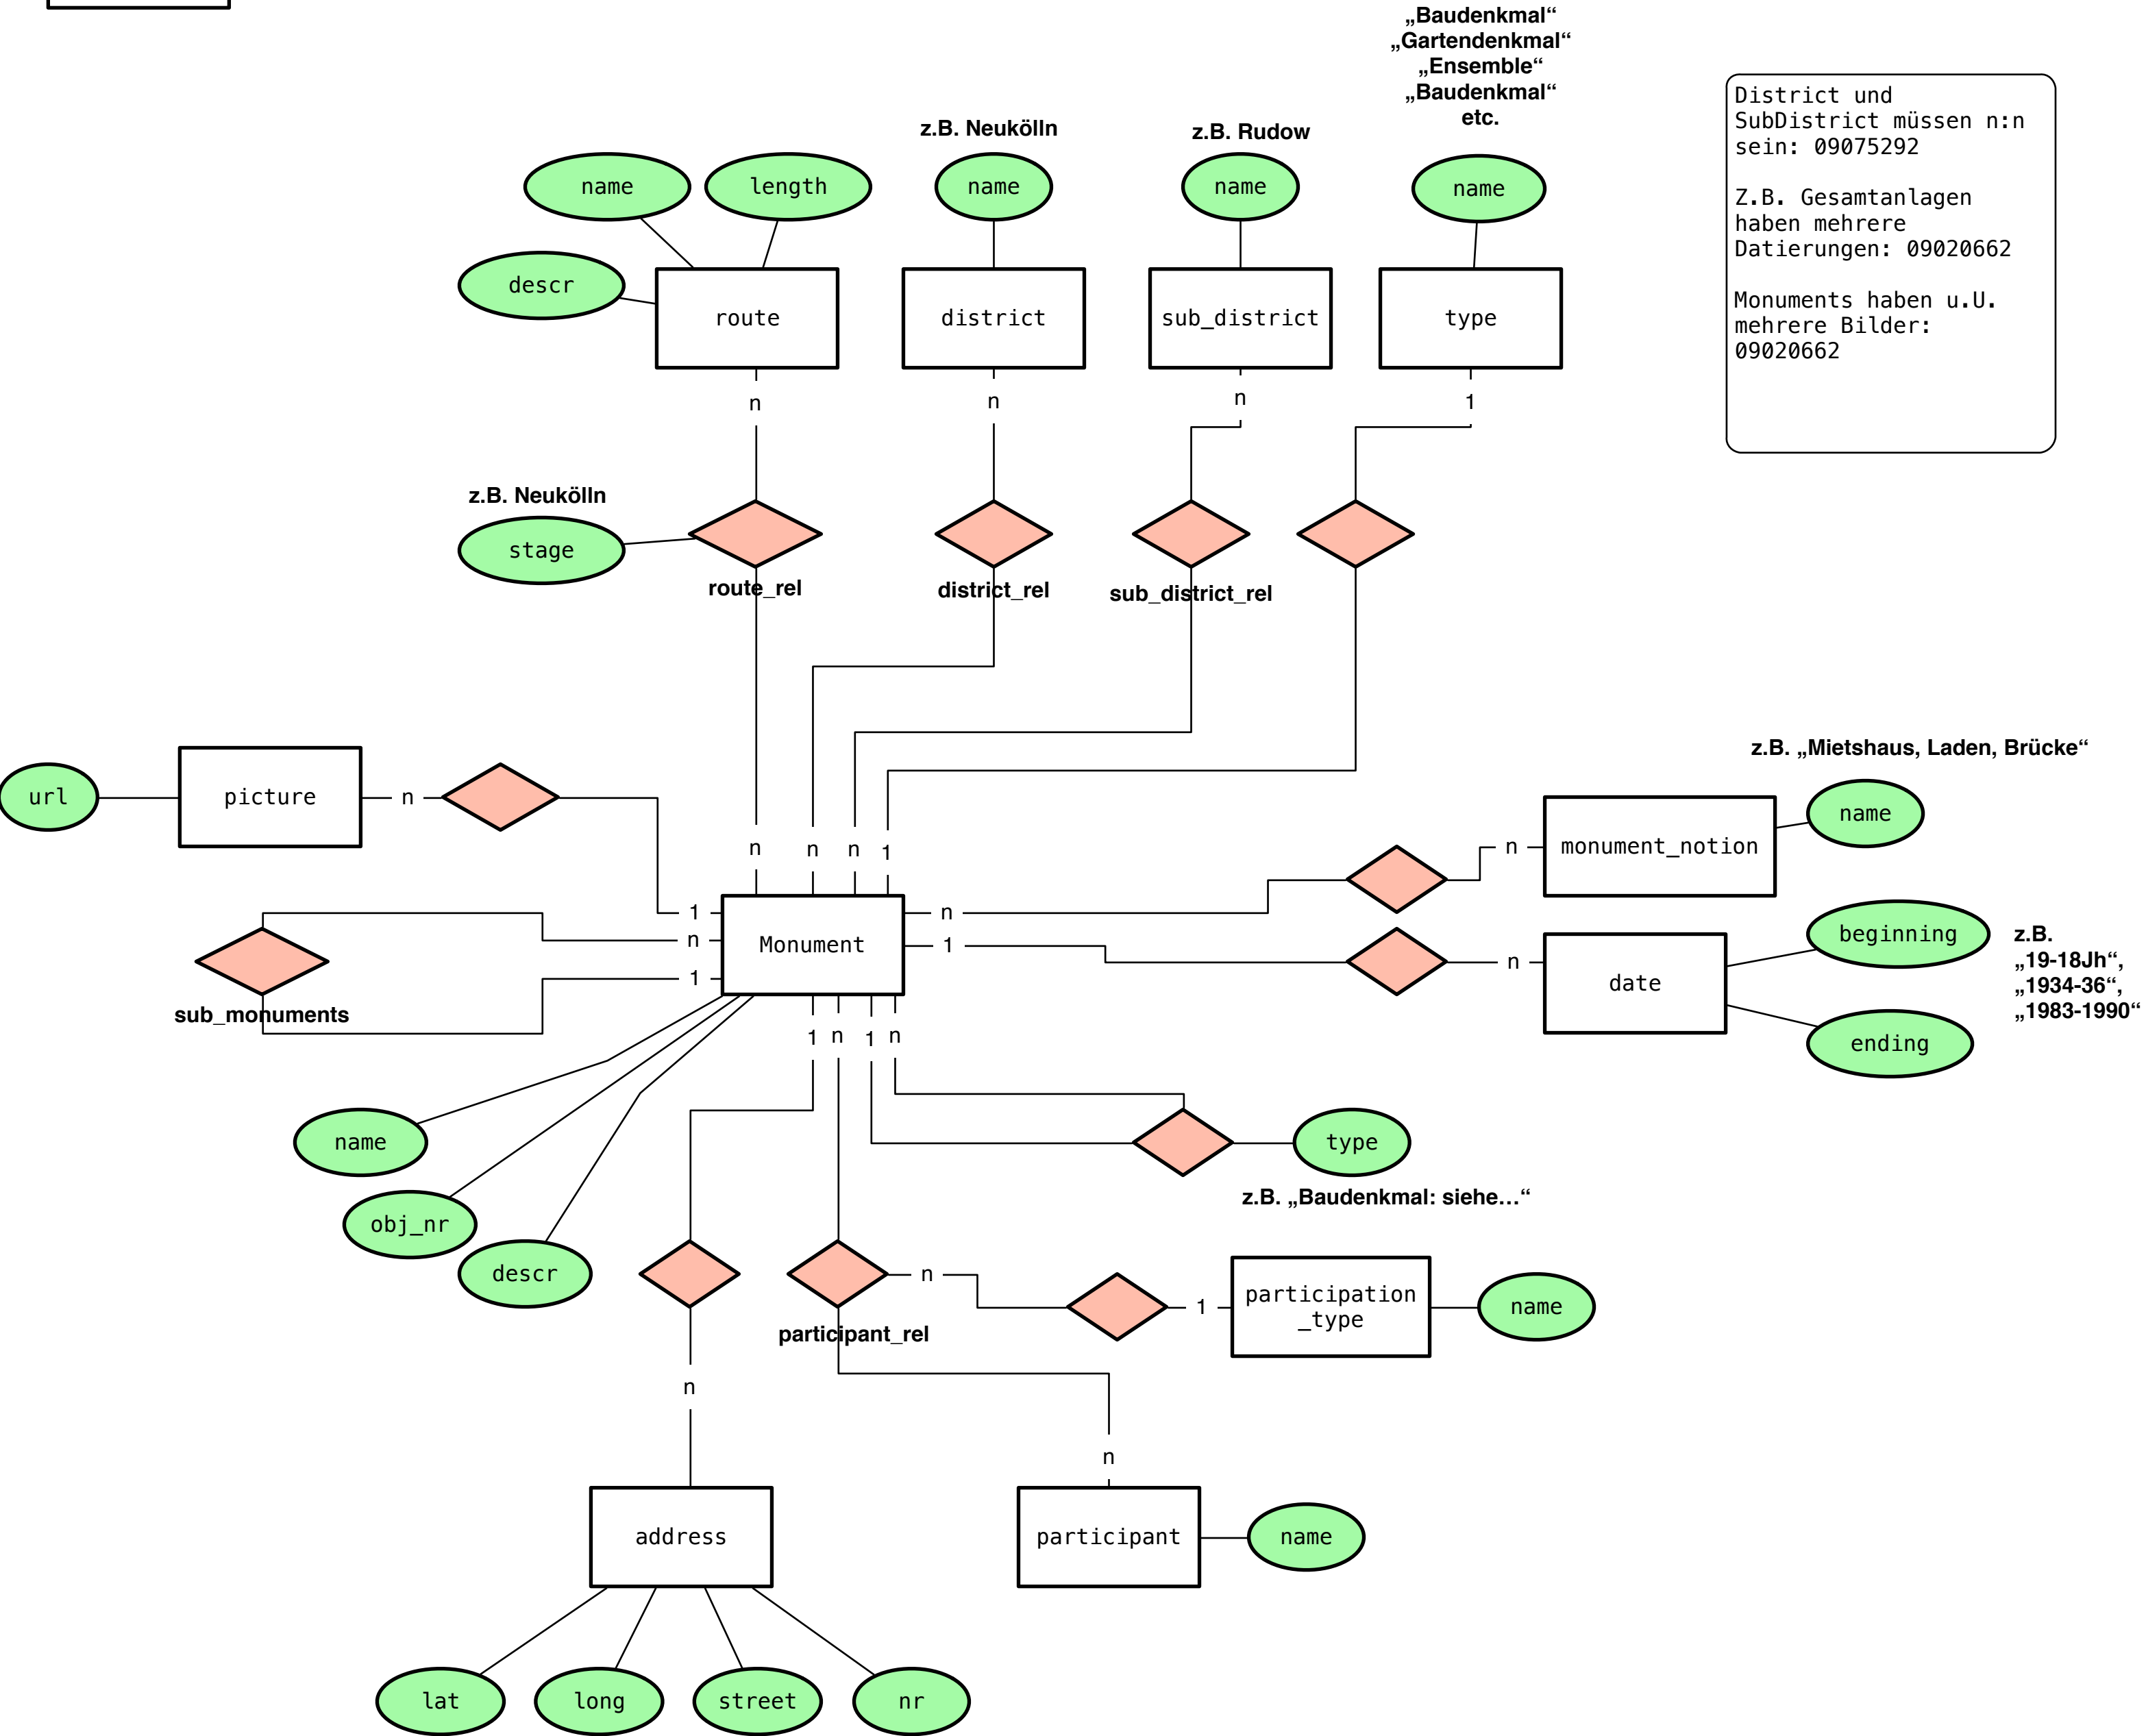 „Baudenkmal“
„Gartendenkmal“
„Ensemble“
„Baudenkmal“
etc.
District und
SubDistrict müssen n:n
sein: 09075292
Z.B. Gesamtanlagen
haben mehrere
Datierungen: 09020662
Monuments haben u.U.
mehrere Bilder:
09020662
z.B. Neukölln
z.B. Rudow
name
length
name
name
name
descr
route
district
sub_district
type
n
n
n
1
z.B. Neukölln
stage
route_rel
district_rel
sub_district_rel
z.B. „Mietshaus, Laden, Brücke“
url
picture
n
name
monument_notion
n
n
n
n
1
1
n
1
Monument
n
1
n
date
beginning
ending
z.B.
„19-18Jh“,
„1934-36“,
„1983-1990“
sub_monuments
1
n
1
n
name
type
z.B. „Baudenkmal: siehe...“
obj_nr
descr
n
1
participation
_type
name
participant_rel
n
n
address
participant
name
lat
long
street
nr